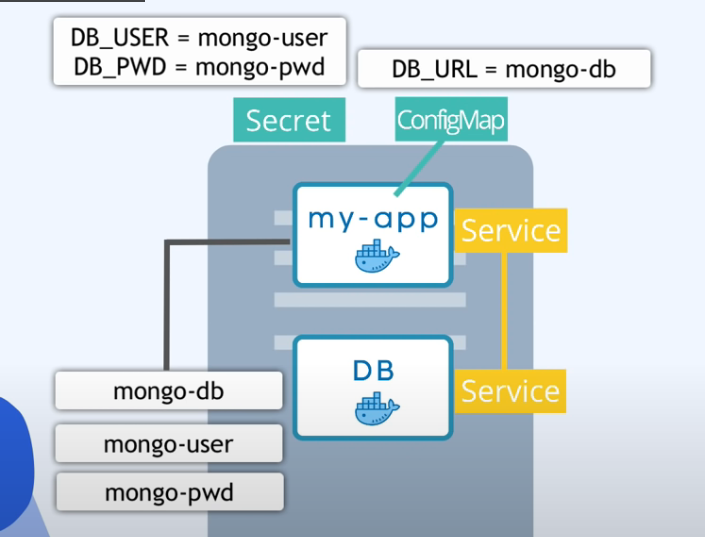 DB_USER = mongo-user
DB_PWD = mongo-pwd
DB_URL = mongo-db
Secret
ConfigMap
my-app
Service
DB
Service
mongo-db
mongo-user
mongo-pwd